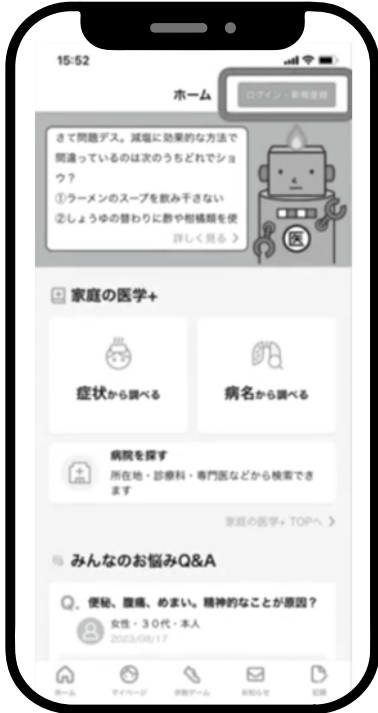 15:52
ホーム
ログイン・新規登録
さて問題デス。減塩に効果的な方法で
間違っているのは次のうちどれでショ
ウ？
①ラーメンのスープを飲み干さない
②しょうゆの替わりに酢や柑橘類を使
詳しく見る
医
家庭の医学+
症状から調べる
病名から調べる
病院を探す
所在地・診療科・専門医などから検索でき
ます
家庭の医学+ TOPへ
みんなのお悩みQ&A
Q. 便秘、腹痛、めまい。精神的なことが原因？
女性・30代・本人
2023/08/17
ホーム
マイページ
歩数ゲーム
お知らせ
記録